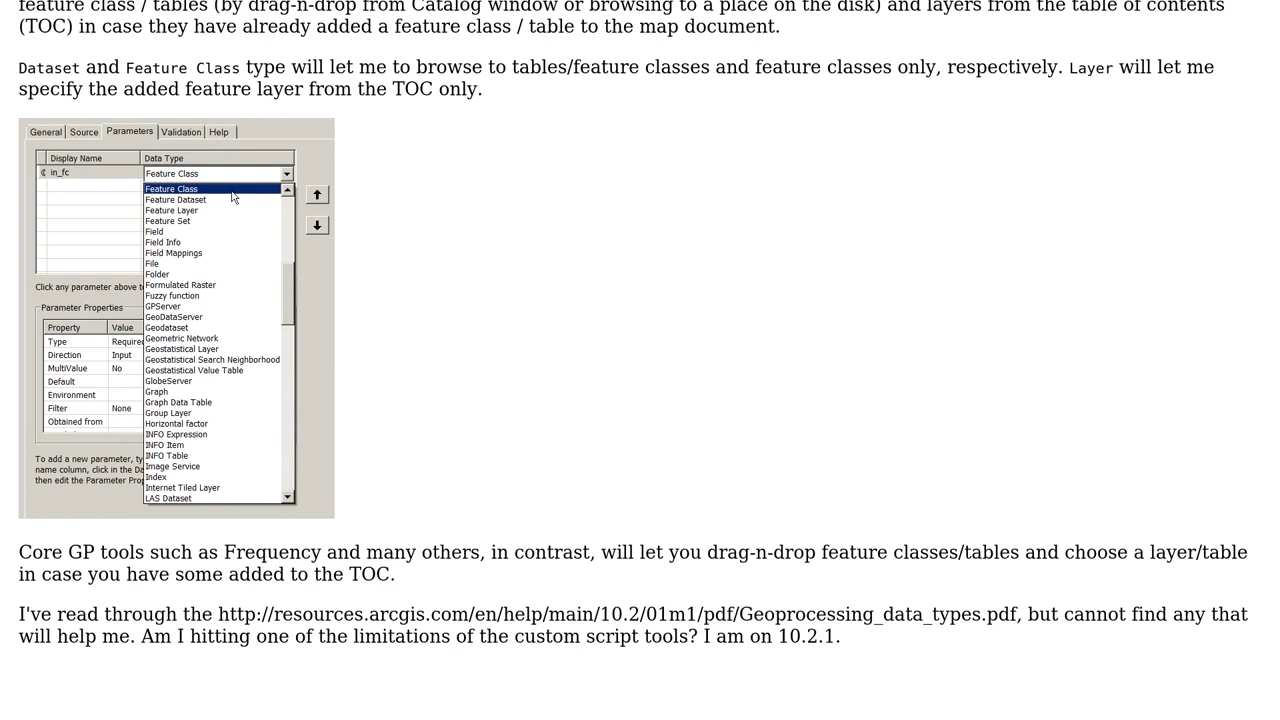 feature class / tables (by drag-n-drop from Catalog window or browsing to a place on the disk) and layers from the table of contents
(TOC) in case they have already added a feature class / table to the map document.
Dataset and Feature Class type will let me to browse to tables/feature classes and feature classes only, respectively. Layer will let me
specify the added feature layer from the TOC only.
General Source Parameters Validation Help
Display Name Data Type
in_fc Feature Class
Feature Class
Feature Dataset
Feature Layer
Feature Set
Field
Field Info
Field Mappings
File
Folder
Formulated Raster
Fuzzy function
GPServer
GeoDataServer
Geodataset
Geometric Network
Geostatistical Layer
Geostatistical Search Neighborhood
Geostatistical Value Table
GlobeServer
Graph
Graph Data Table
Group Layer
Horizontal factor
INFO Expression
INFO Item
INFO Table
Image Service
Index
Internet Tiled Layer
LAS Dataset
Click any parameter above t
Parameter Properties
Property Value
Type Require
Direction Input
MultiValue No
Default
Environment
Filter None
Obtained from
To add a new parameter, ty
name column, click in the Da
then edit the Parameter Prop
Core GP tools such as Frequency and many others, in contrast, will let you drag-n-drop feature classes/tables and choose a layer/table
in case you have some added to the TOC.
I've read through the http://resources.arcgis.com/en/help/main/10.2/01m1/pdf/Geoprocessing_data_types.pdf, but cannot find any that
will help me. Am I hitting one of the limitations of the custom script tools? I am on 10.2.1.